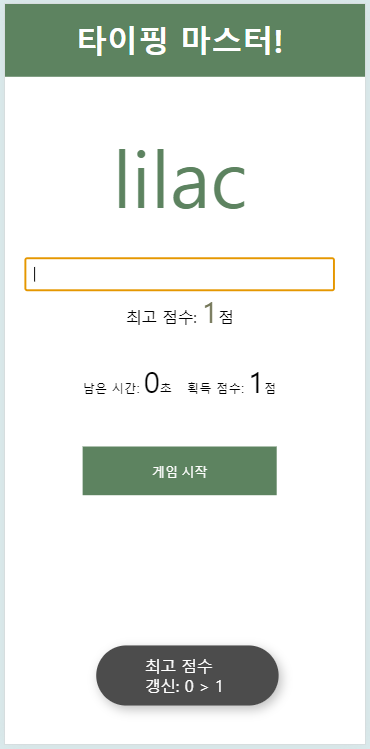 타이핑 마스터!
lilac
최고 점수: 1점
남은 시간: 0초 획득 점수: 1점
게임 시작
최고 점수
갱신: 0 > 1